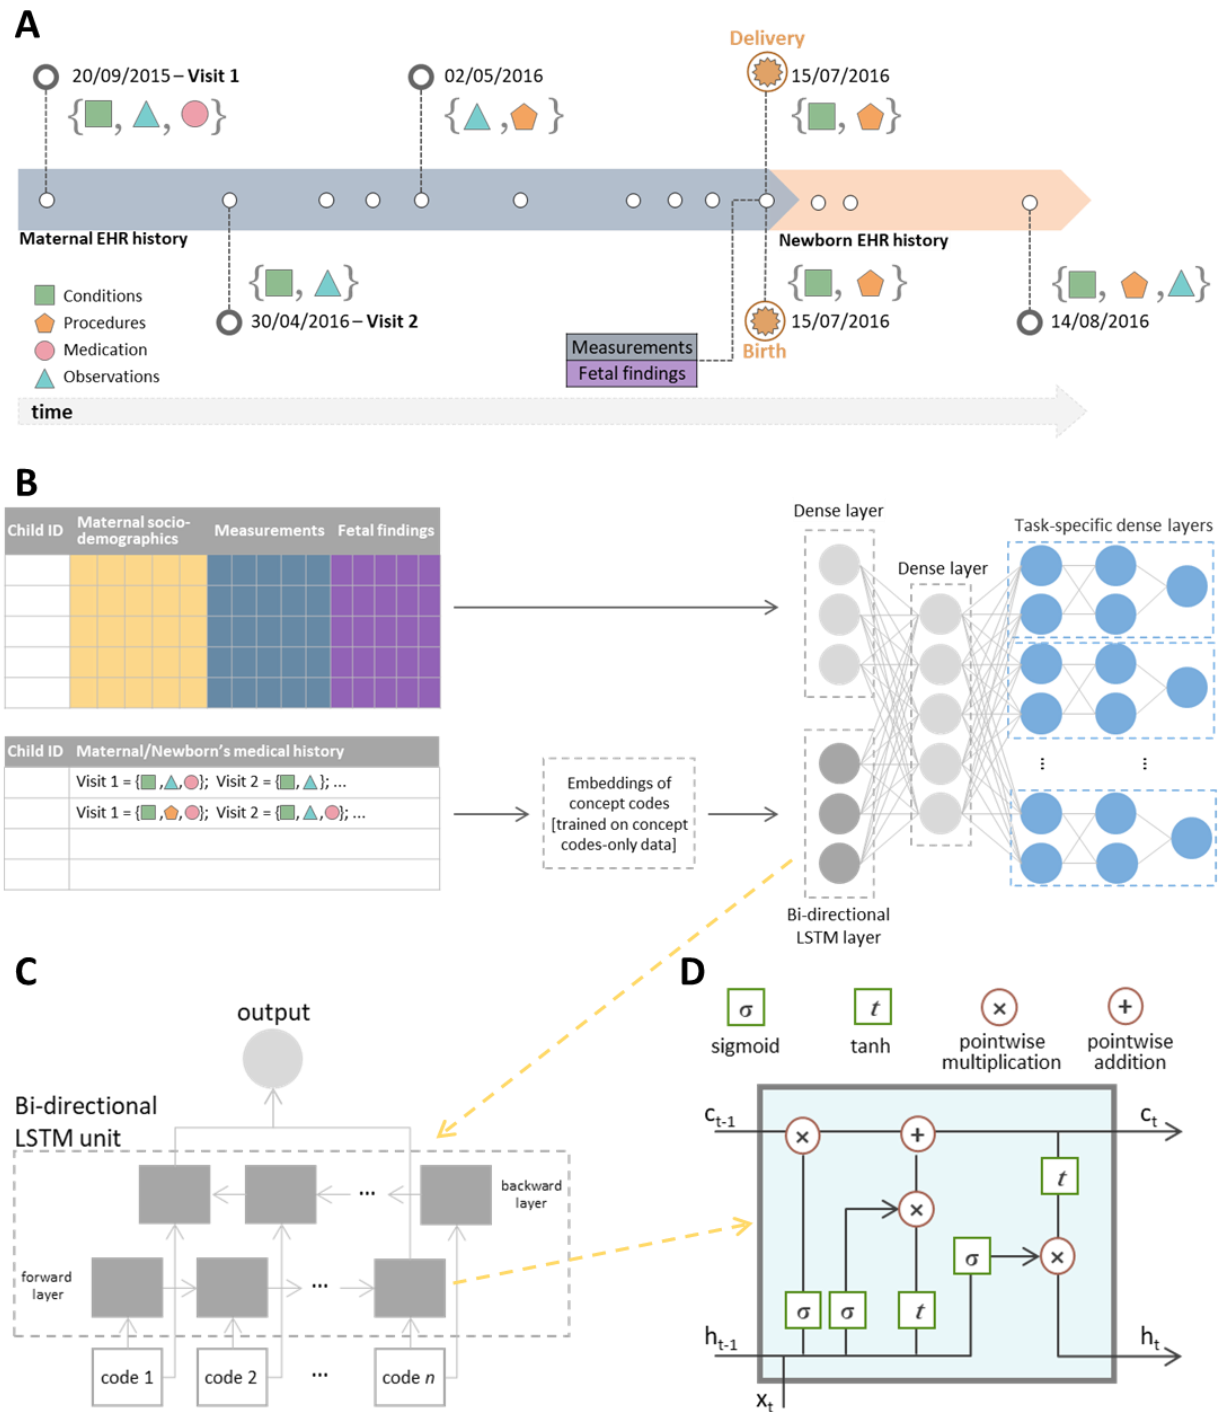 A
Delivery
20/09/2015 – Visit 1
02/05/2016
15/07/2016
{ , , }
{ , }
{ , }
Maternal EHR history
Newborn EHR history
{ , }
{ , }
{ , , }
Conditions
Procedures
Medication
Observations
30/04/2016 – Visit 2
15/07/2016
14/08/2016
Birth
Measurements
Fetal findings
time
B
Child ID
Maternal socio-
demographics
Measurements
Fetal findings
Dense layer
Dense layer
Task-specific dense layers
...
...
Child ID
Maternal/Newborn's medical history
Visit 1 = { , , }; Visit 2 = { , }; ...
Visit 1 = { , , }; Visit 2 = { , , }; ...
Embeddings of
concept codes
[trained on concept
codes-only data]
Bi-directional
LSTM layer
C
output
Bi-directional
LSTM unit
...
backward
layer
forward
layer
...
code 1
code 2
...
code n
D
σ
t
×
+
sigmoid
tanh
pointwise
multiplication
pointwise
addition
c t-1
×
+
c t
t
×
σ
×
σ
σ
t
h t-1
h t
x t